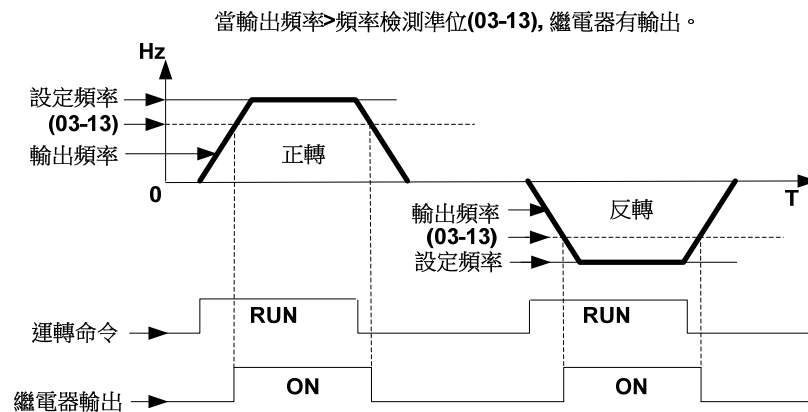 當輸出頻率>頻率檢測準位(03-13), 繼電器有輸出。
Hz
設定頻率
(03-13)
輸出頻率
正轉
0
T
輸出頻率
反轉
(03-13)
設定頻率
運轉命令
RUN
RUN
繼電器輸出
ON
ON